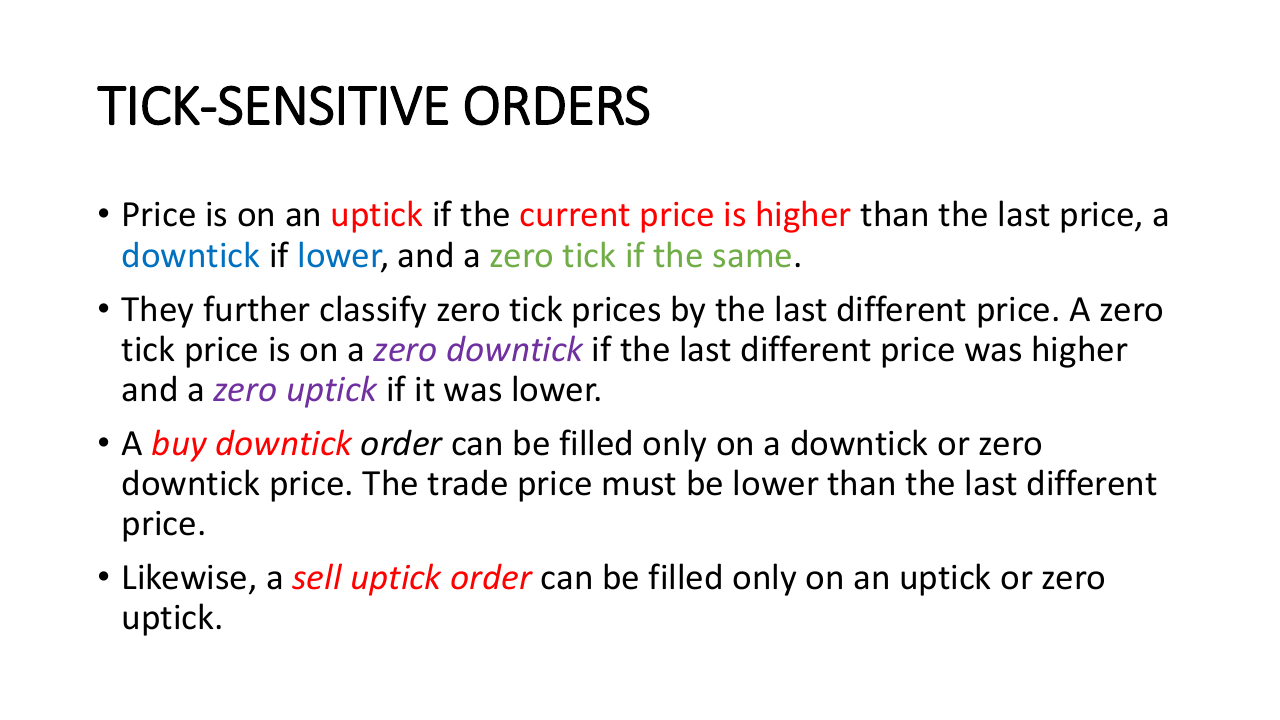 TICK-SENSITIVE ORDERS
• Price is on an uptick if the current price is higher than the last price, a
downtick if lower, and a zero tick if the same.
• They further classify zero tick prices by the last different price. A zero
tick price is on a zero downtick if the last different price was higher
and a zero uptick if it was lower.
• A buy downtick order can be filled only on a downtick or zero
downtick price. The trade price must be lower than the last different
price.
• Likewise, a sell uptick order can be filled only on an uptick or zero
uptick.